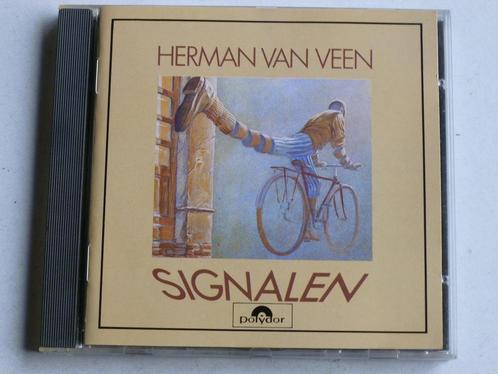 HERMAN VAN VEEN
SIGNALEN
polydor